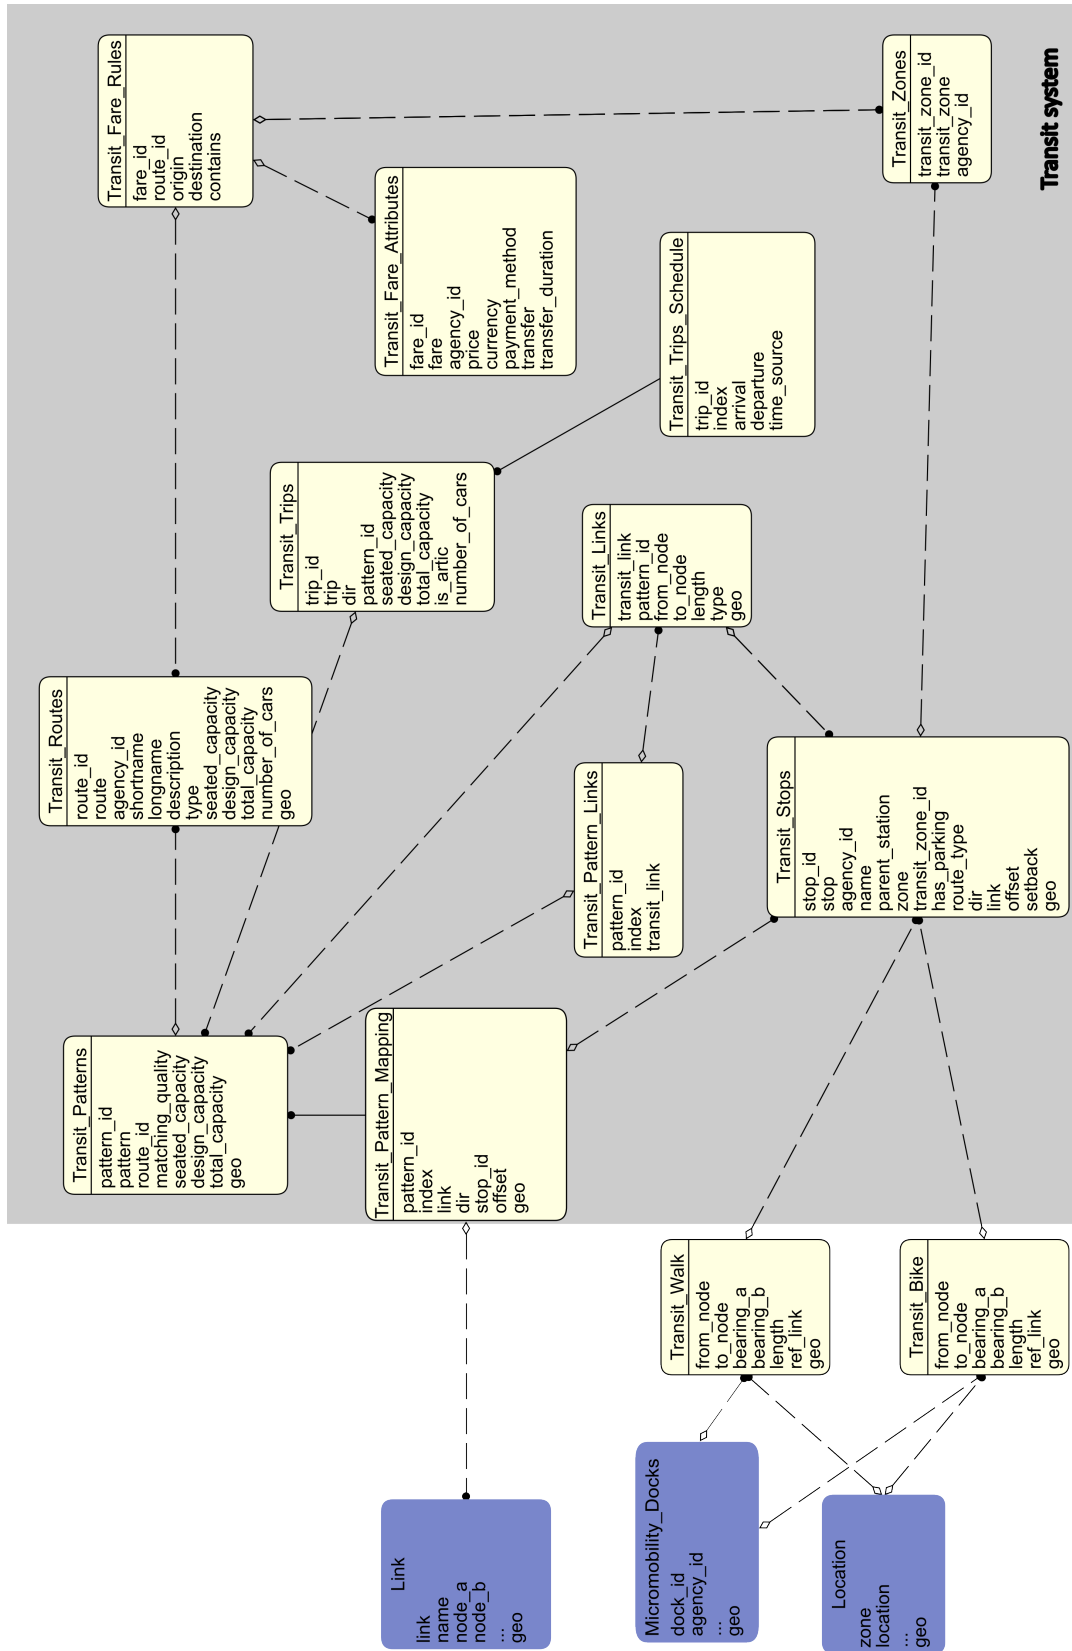 Transit system
Transit_Fare_Rules
fare_id
route_id
origin
destination
contains
Transit_Zones
transit_zone_id
transit_zone
agency_id
Transit_Fare_Attributes
fare_id
fare
agency_id
price
currency
payment_method
transfer
transfer_duration
Transit_Trips_Schedule
trip_id
index
arrival
departure
time_source
Transit_Trips
trip_id
trip
dir
pattern_id
seated_capacity
design_capacity
total_capacity
is_artic
number_of_cars
Transit_Links
transit_link
pattern_id
from_node
to_node
length
type
geo
Transit_Routes
route_id
route
agency_id
shortname
longname
description
type
seated_capacity
design_capacity
total_capacity
number_of_cars
geo
Transit_Pattern_Links
pattern_id
index
transit_link
Transit_Stops
stop_id
stop
agency_id
name
parent_station
zone
transit_zone_id
has_parking
route_type
dir
link
offset
setback
geo
Transit_Patterns
pattern_id
pattern
route_id
matching_quality
seated_capacity
design_capacity
total_capacity
geo
Transit_Pattern_Mapping
pattern_id
index
link
dir
stop_id
offset
geo
Transit_Walk
from_node
to_node
bearing_a
bearing_b
length
ref_link
geo
Transit_Bike
from_node
to_node
bearing_a
bearing_b
length
ref_link
geo
Link
link
name
node_a
node_b
...
geo
Micromobility_Docks
dock_id
agency_id
...
geo
Location
zone
location
...
geo